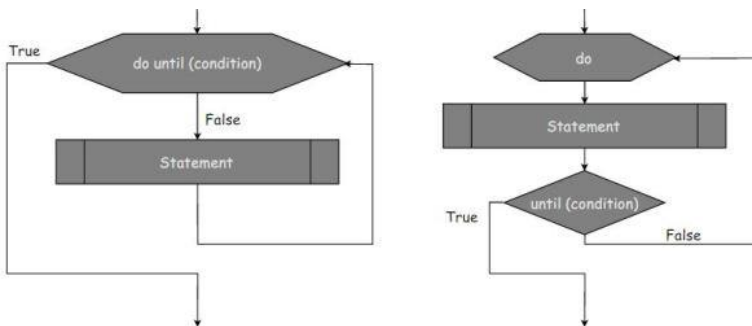 True
do until (condition)
False
Statement
do
Statement
until (condition)
True
False